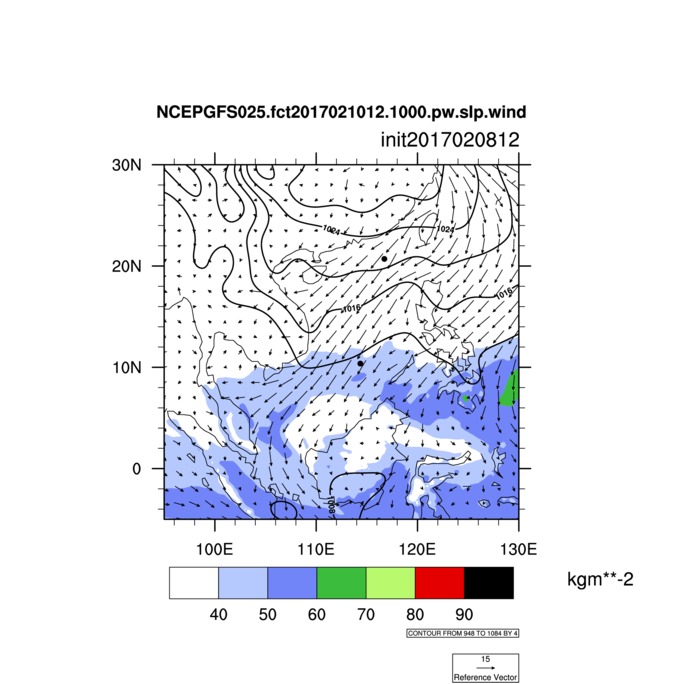 NCEPGFS025.fct2017021012.1000.pw.slp.wind
init2017020812
30N
1024
1024
20N
1016
1016
10N
0
1008
100E
110E
120E
130E
kgm**-2
40
50
60
70
80
90
CONTOUR FROM 948 TO 1084 BY 4
15
Reference Vector